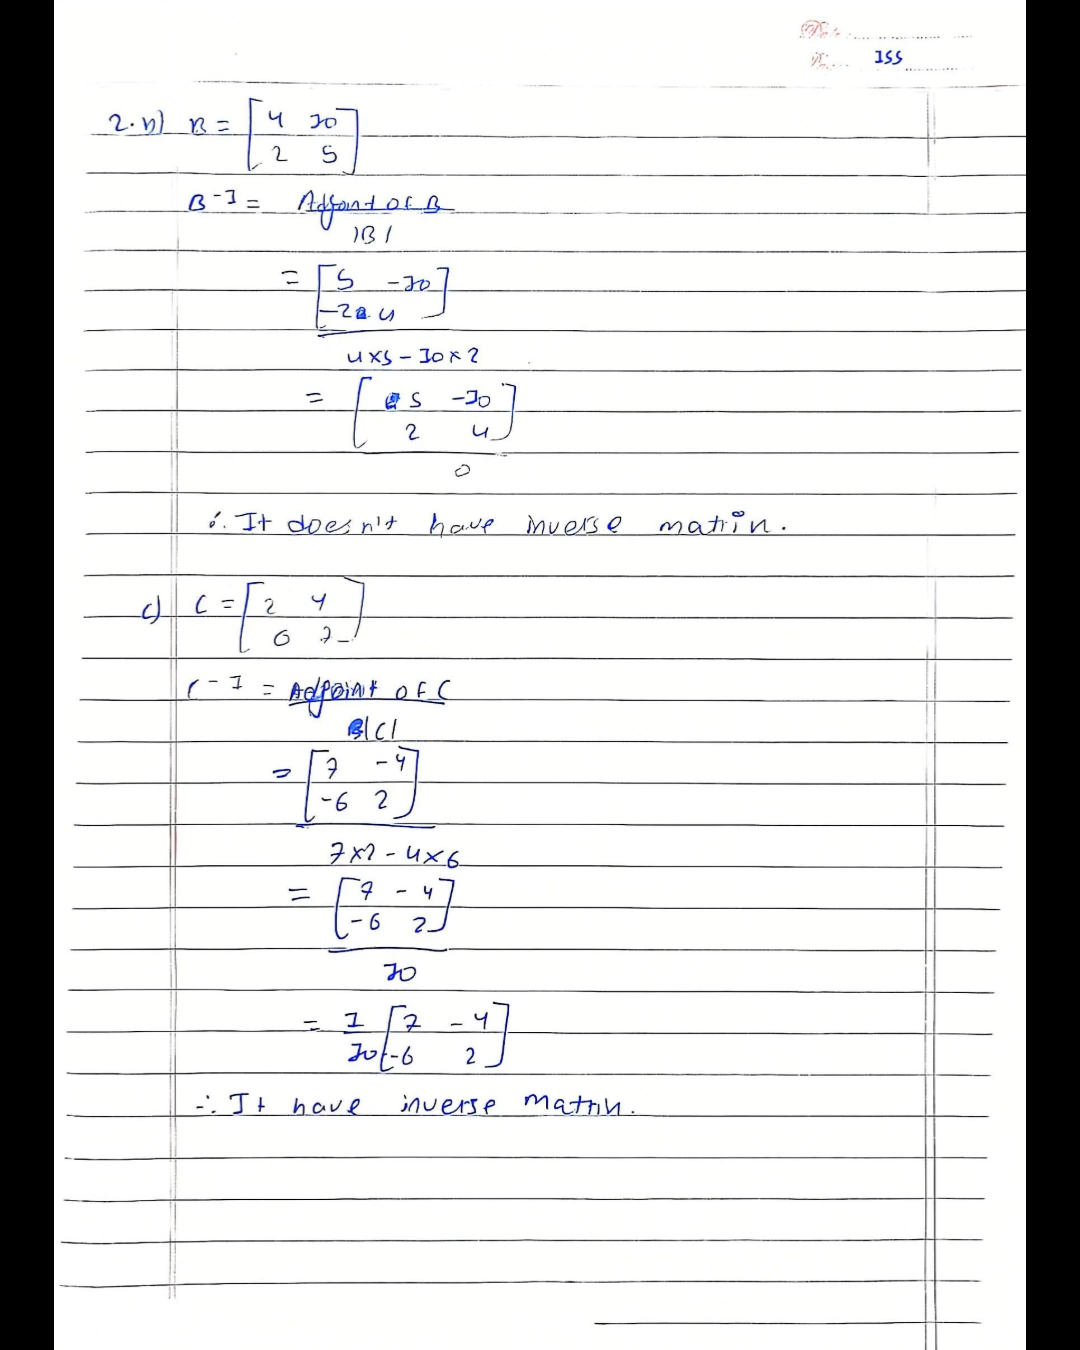 155
2.b) B = [4 10
2 5]
B⁻¹ = Adjoint of B
|B|
= [5 -10
-2 4]
4×5 - 10×2
= [5 -10
2 4]
0
∴ It doesn't have inverse matrix.
c) C = [2 4
6 7]
C⁻¹ = Adjoint of C
|C|
= [7 -4
-6 2]
7×2 - 4×6
= [7 -4
-6 2]
10
= 1 [7 -4
10 -6 2]
∴ It have inverse matrix.